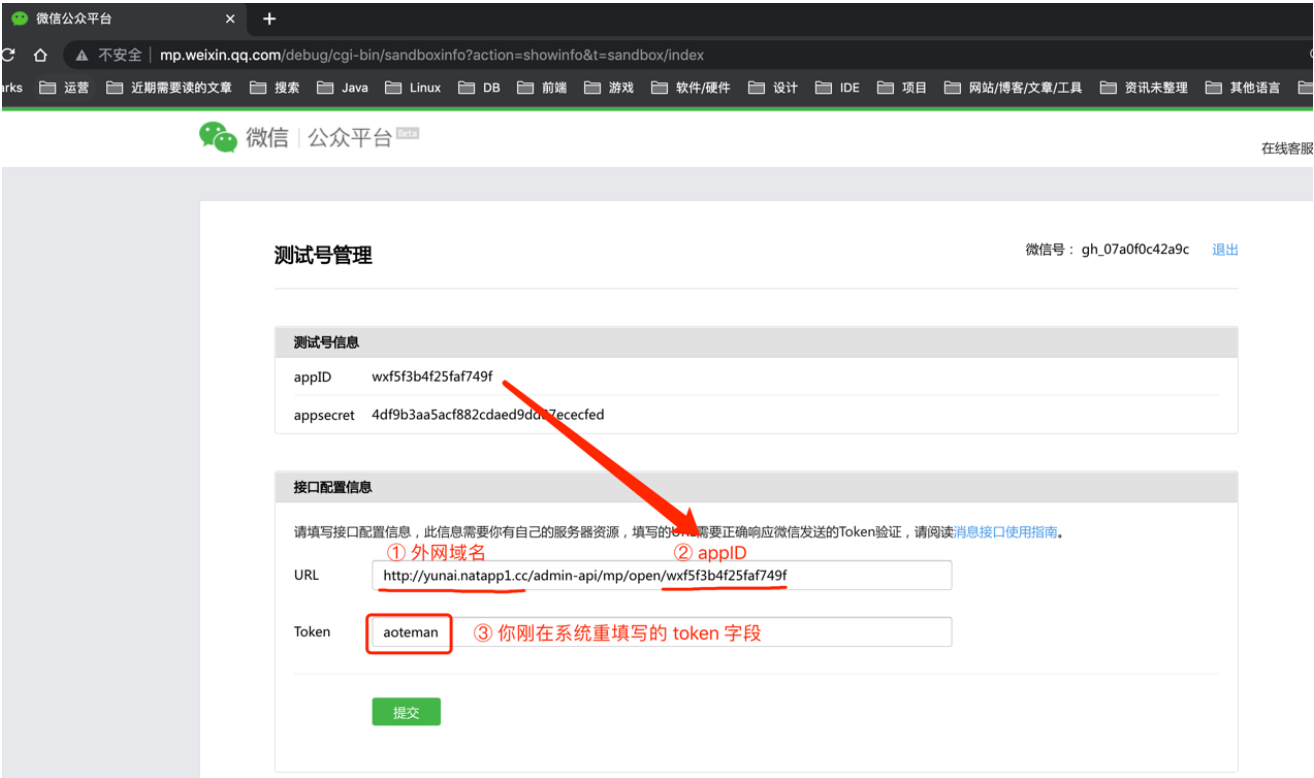 微信公众平台
不安全 mp.weixin.qq.com/debug/cgi-bin/sandboxinfo?action=showinfo&t=sandbox/index
arks 运营 近期需要读的文章 搜索 Java Linux DB 前端 游戏 软件/硬件 设计 IDE 项目 网站/博客/文章/工具 资讯未整理 其他语言
微信 | 公众平台 Beta
在线客服
测试号管理 微信号： gh_07a0f0c42a9c 退出
测试号信息
appID wxf5f3b4f25faf749f
appsecret
接口配置信息
请填写接口配置信息，此信息需要你有自己的服务器资源，填写的URL需要正确响应微信发送的Token验证，请阅读消息接口使用指南。
① 外网域名 ② appID
URL http://yunai.natapp1.cc/admin-api/mp/open/wxf5f3b4f25faf749f
Token aoteman ③ 你刚在系统重填写的 token 字段
提交